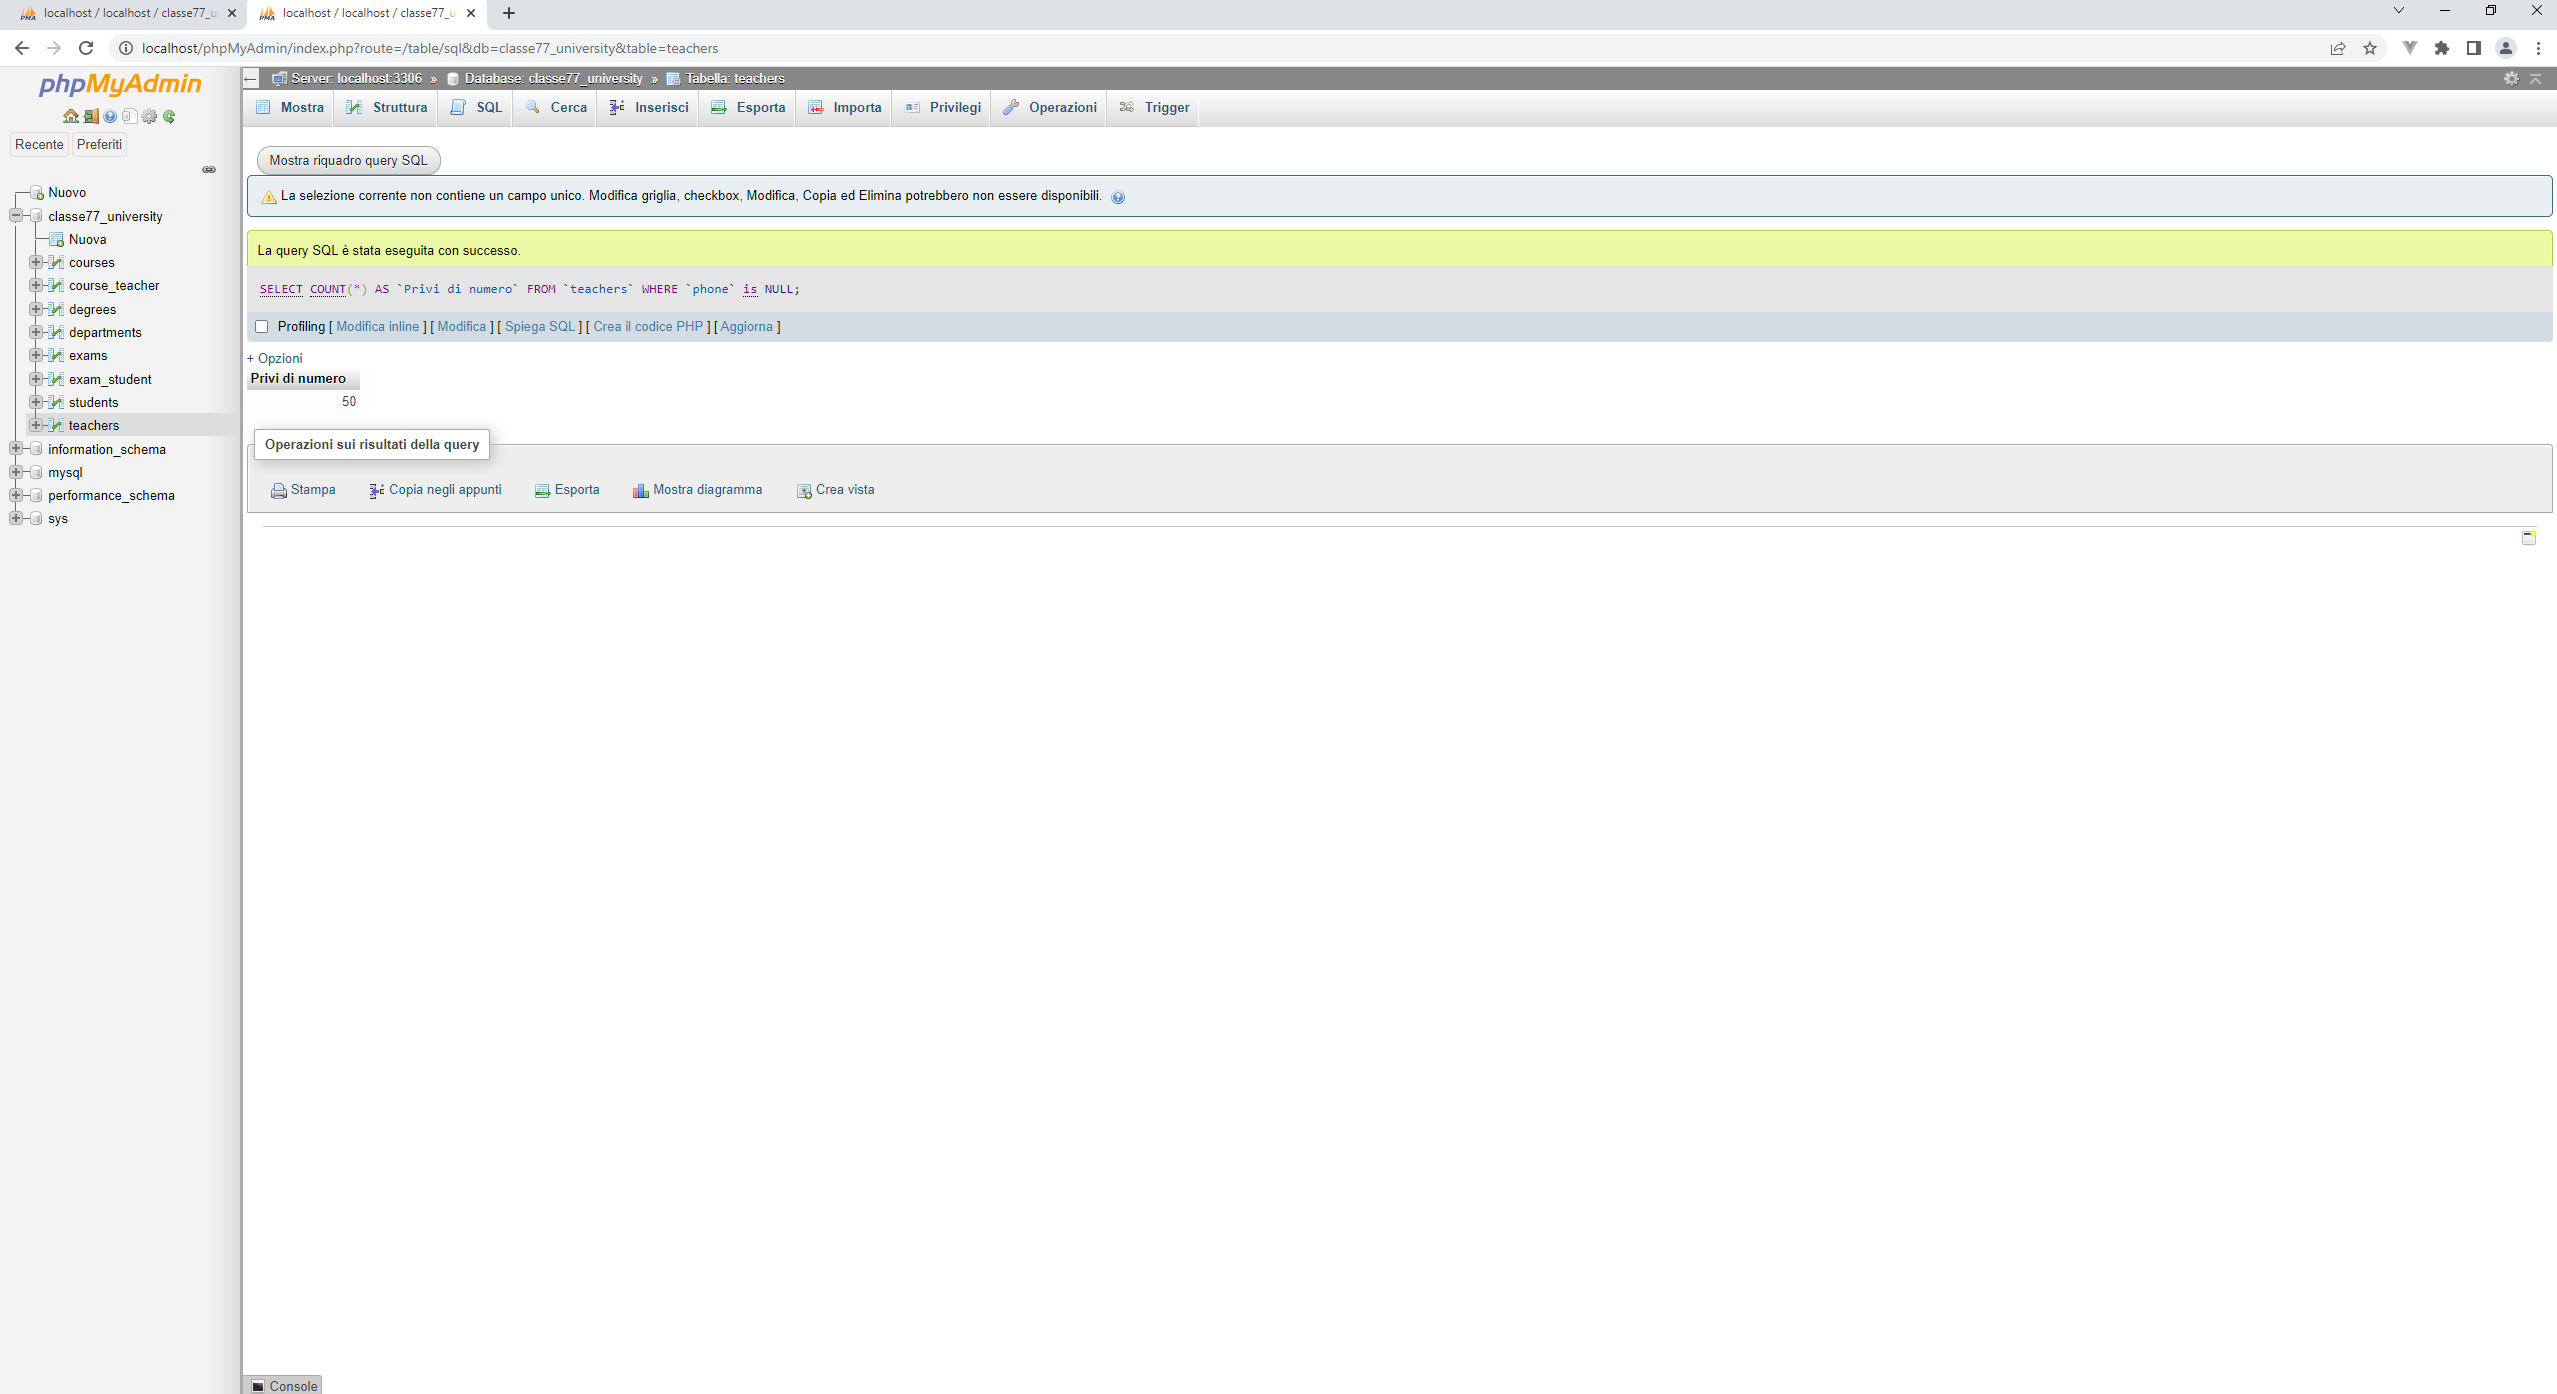 localhost / localhost / classe77_u
localhost / localhost / classe77_u
localhost/phpMyAdmin/index.php?route=/table/sql&db=classe77_university&table=teachers
phpMyAdmin
Recente
Preferiti
Nuovo
classe77_university
Nuova
courses
course_teacher
degrees
departments
exams
exam_student
students
teachers
information_schema
mysql
performance_schema
sys
Server: localhost:3306 » Database: classe77_university » Tabella: teachers
Mostra
Struttura
SQL
Cerca
Inserisci
Esporta
Importa
Privilegi
Operazioni
Trigger
Mostra riquadro query SQL
La selezione corrente non contiene un campo unico. Modifica griglia, checkbox, Modifica, Copia ed Elimina potrebbero non essere disponibili.
La query SQL è stata eseguita con successo.
SELECT COUNT(*) AS `Privi di numero` FROM `teachers` WHERE `phone` is NULL;
Profiling [ Modifica inline ] [ Modifica ] [ Spiega SQL ] [ Crea il codice PHP ] [ Aggiorna ]
+ Opzioni
Privi di numero
50
Operazioni sui risultati della query
Stampa
Copia negli appunti
Esporta
Mostra diagramma
Crea vista
Console